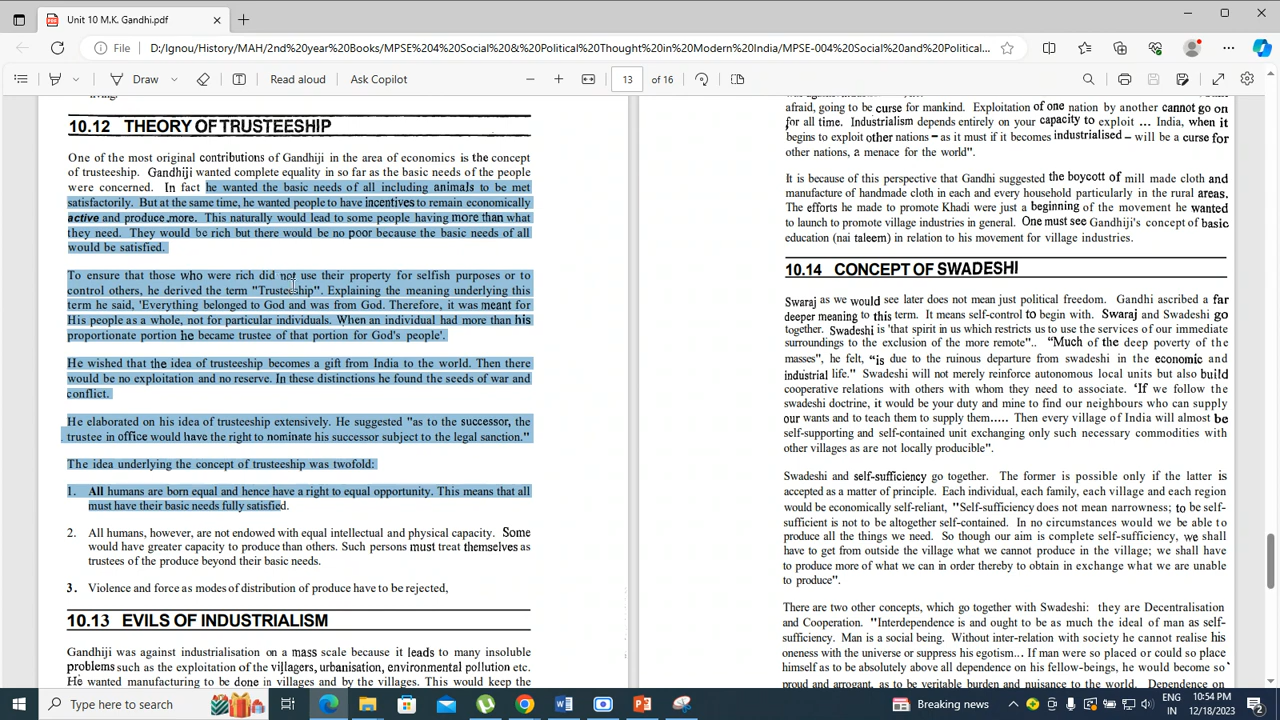 Unit 10 M.K. Gandhi.pdf
File
D:/Ignou/History/MAH/2nd%20year%20Books/MPSE%204%20Social%20&%20Political%20Thought%20in%20Modern%20India/MPSE-004%20Social%20and%20Political...
Draw
Read aloud
Ask Copilot
13 of 16
10.12 THEORY OF TRUSTEESHIP
One of the most original contributions of Gandhiji in the area of economics is the concept
of trusteeship. Gandhiji wanted complete equality in so far as the basic needs of the people
were concerned. In fact he wanted the basic needs of all including animals to be met
satisfactorily. But at the same time, he wanted people to have incentives to remain economically
active and produce more. This naturally would lead to some people having more than what
they need. They would be rich but there would be no poor because the basic needs of all
would be satisfied.
To ensure that those who were rich did not use their property for selfish purposes or to
control others, he derived the term "Trusteeship". Explaining the meaning underlying this
term he said, 'Everything belonged to God and was from God. Therefore, it was meant for
His people as a whole, not for particular individuals. When an individual had more than his
proportionate portion he became trustee of that portion for God's people'.
He wished that the idea of trusteeship becomes a gift from India to the world. Then there
would be no exploitation and no reserve. In these distinctions he found the seeds of war and
conflict.
He elaborated on his idea of trusteeship extensively. He suggested "as to the successor, the
trustee in office would have the right to nominate his successor subject to the legal sanction."
The idea underlying the concept of trusteeship was twofold:
1. All humans are born equal and hence have a right to equal opportunity. This means that all
must have their basic needs fully satisfied.
2. All humans, however, are not endowed with equal intellectual and physical capacity. Some
would have greater capacity to produce than others. Such persons must treat themselves as
trustees of the produce beyond their basic needs.
3. Violence and force as modes of distribution of produce have to be rejected,
10.13 EVILS OF INDUSTRIALISM
Gandhiji was against industrialisation on a mass scale because it leads to many insoluble
problems such as the exploitation of the villagers, urbanisation, environmental pollution etc.
He wanted manufacturing to be done in villages and by the villages. This would keep the
afraid, going to be curse for mankind. Exploitation of one nation by another cannot go on
for all time. Industrialism depends entirely on your capacity to exploit ... India, when it
begins to exploit other nations – as it must if it becomes industrialised – will be a curse for
other nations, a menace for the world".
It is because of this perspective that Gandhi suggested the boycott of mill made cloth and
manufacture of handmade cloth in each and every household particularly in the rural areas.
The efforts he made to promote Khadi were just a beginning of the movement he wanted
to launch to promote village industries in general. One must see Gandhiji's concept of basic
education (nai taleem) in relation to his movement for village industries.
10.14 CONCEPT OF SWADESHI
Swaraj as we would see later does not mean just political freedom. Gandhi ascribed a far
deeper meaning to this term. It means self-control to begin with. Swaraj and Swadeshi go
together. Swadeshi is 'that spirit in us which restricts us to use the services of our immediate
surroundings to the exclusion of the more remote".. "Much of the deep poverty of the
masses", he felt, "is due to the ruinous departure from swadeshi in the economic and
industrial life." Swadeshi will not merely reinforce autonomous local units but also build
cooperative relations with others with whom they need to associate. 'If we follow the
swadeshi doctrine, it would be your duty and mine to find our neighbours who can supply
our wants and to teach them to supply them.... Then every village of India will almost be
self-supporting and self-contained unit exchanging only such necessary commodities with
other villages as are not locally producible".
Swadeshi and self-sufficiency go together. The former is possible only if the latter is
accepted as a matter of principle. Each individual, each family, each village and each region
would be economically self-reliant, "Self-sufficiency does not mean narrowness; to be self-
sufficient is not to be altogether self-contained. In no circumstances would we be able to
produce all the things we need. So though our aim is complete self-sufficiency, we shall
have to get from outside the village what we cannot produce in the village; we shall
have to produce more of what we can in order thereby to obtain in exchange what we are unable
to produce".
There are two other concepts, which go together with Swadeshi: they are Decentralisation
and Cooperation. "Interdependence is and ought to be as much the ideal of man as self-
sufficiency. Man is a social being. Without inter-relation with society he cannot realise his
oneness with the universe or suppress his egotism... If man were so placed or could so place
himself as to be absolutely above all dependence on his fellow-beings, he would become so
proud and arrogant, as to be veritable burden and nuisance to the world. Dependence on
Type here to search
Breaking news
ENG
IN
10:54 PM
12/18/2023
2